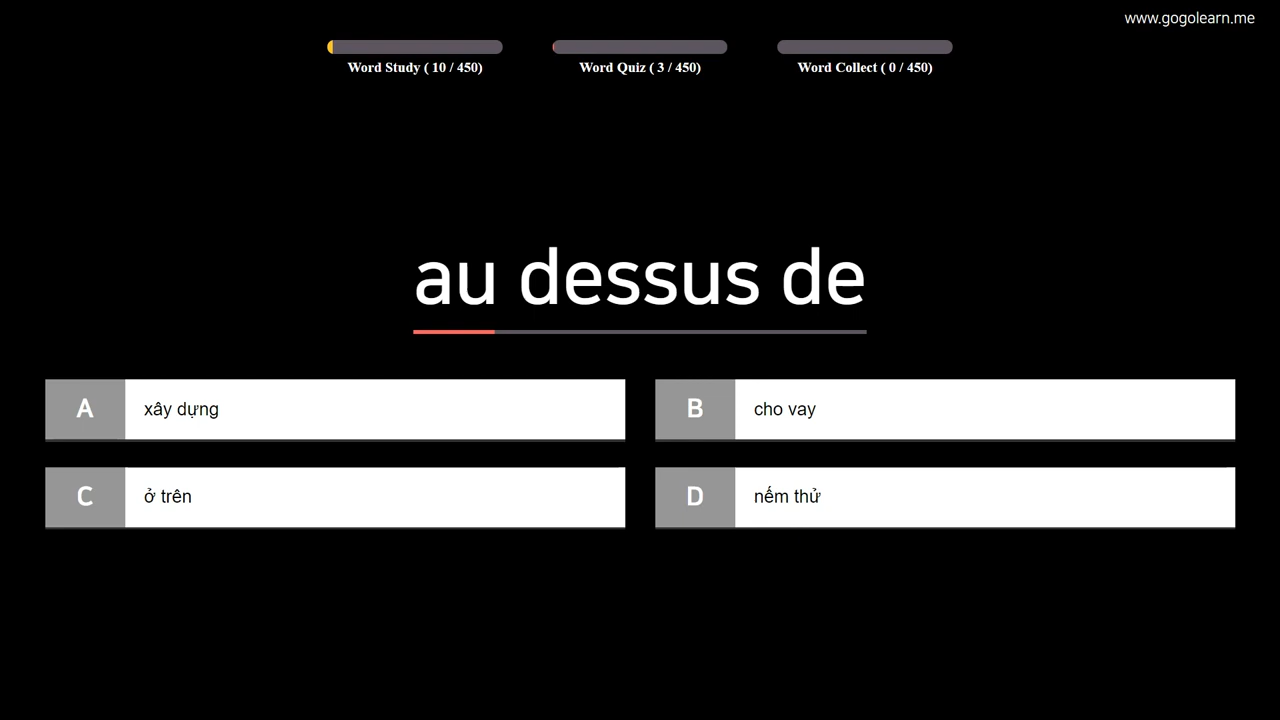 www.gogolearn.me
Word Study ( 10 / 450)
Word Quiz ( 3 / 450)
Word Collect ( 0 / 450)
au dessus de
A xây dựng
B cho vay
C ở trên
D nếm thử